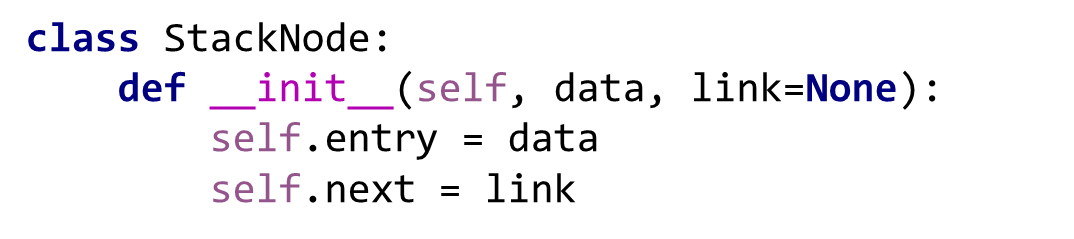 class StackNode:
    def __init__(self, data, link=None):
        self.entry = data
        self.next = link